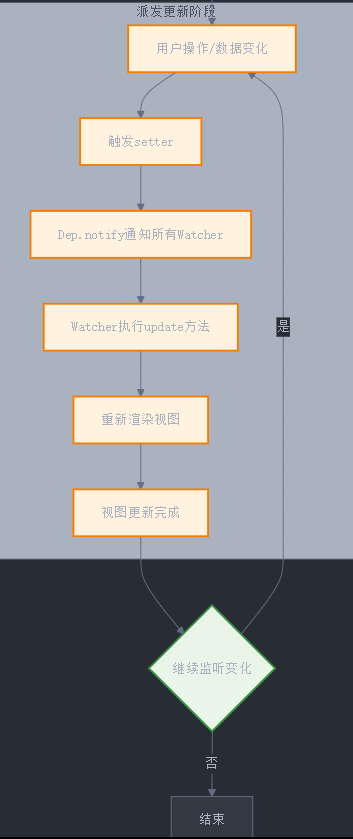 派发更新阶段
用户操作/数据变化
触发setter
Dep.notify通知所有Watcher
Watcher执行update方法
是
重新渲染视图
视图更新完成
继续监听变化
否
结束